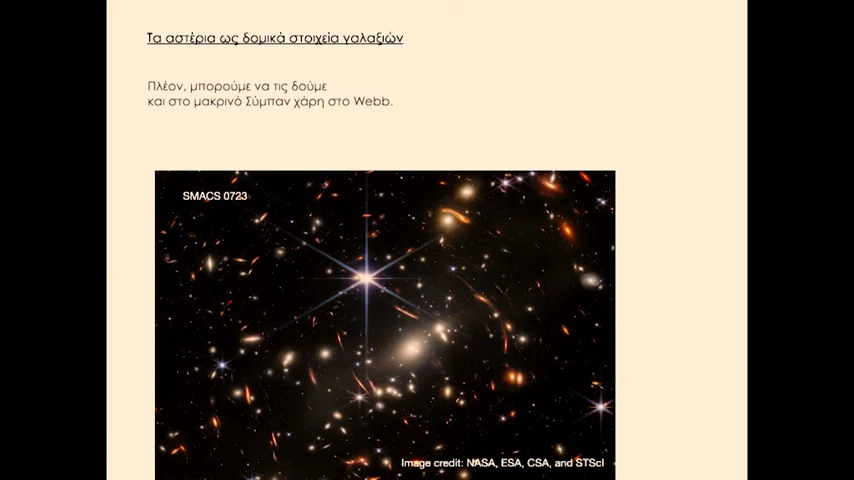 Τα αστέρια ως δομικά στοιχεία γαλαξιών
Πλέον, μπορούμε να τις δούμε
και στο μακρινό Σύμπαν χάρη στο Webb.
SMACS 0723
Image credit: NASA, ESA, CSA, and STScI